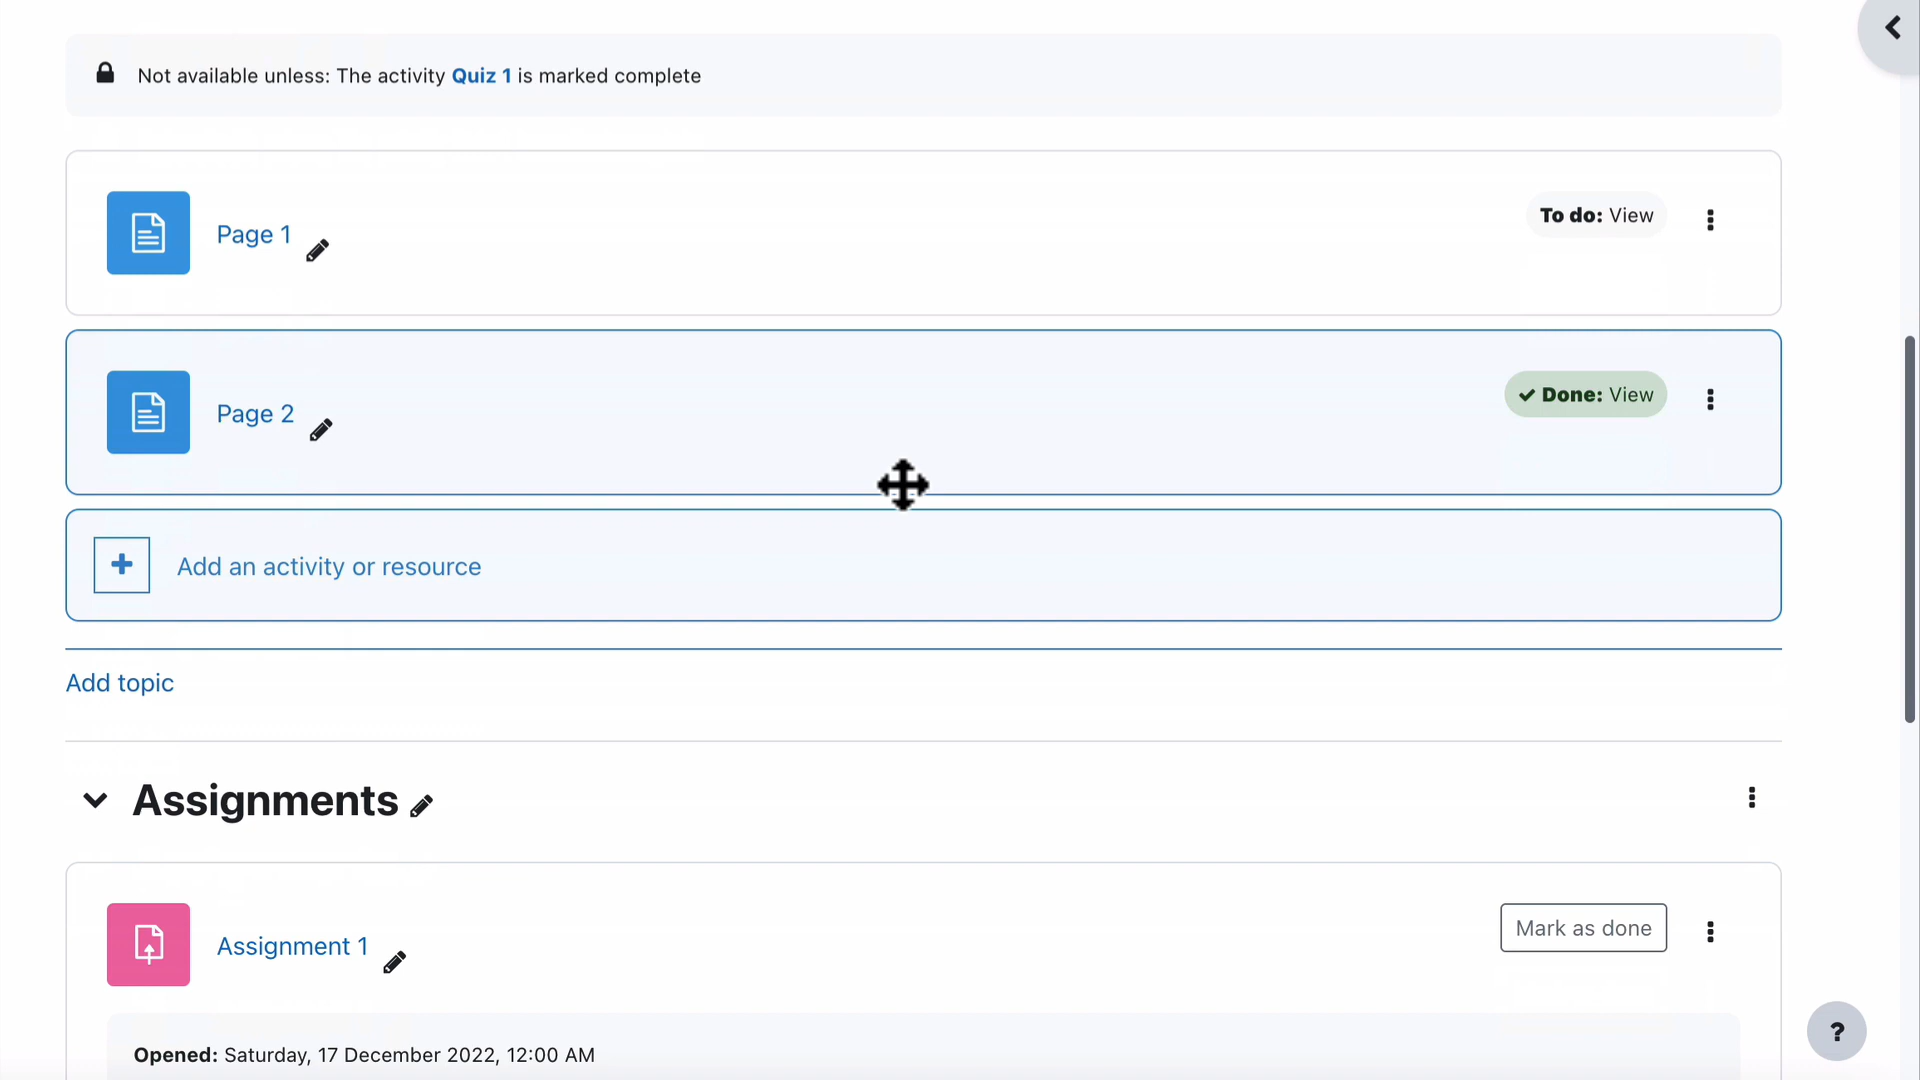 Not available unless: The activity Quiz 1 is marked complete
Page 1
To do: View
Page 2
Done: View
Add an activity or resource
Add topic
Assignments
Assignment 1
Mark as done
Opened: Saturday, 17 December 2022, 12:00 AM
?